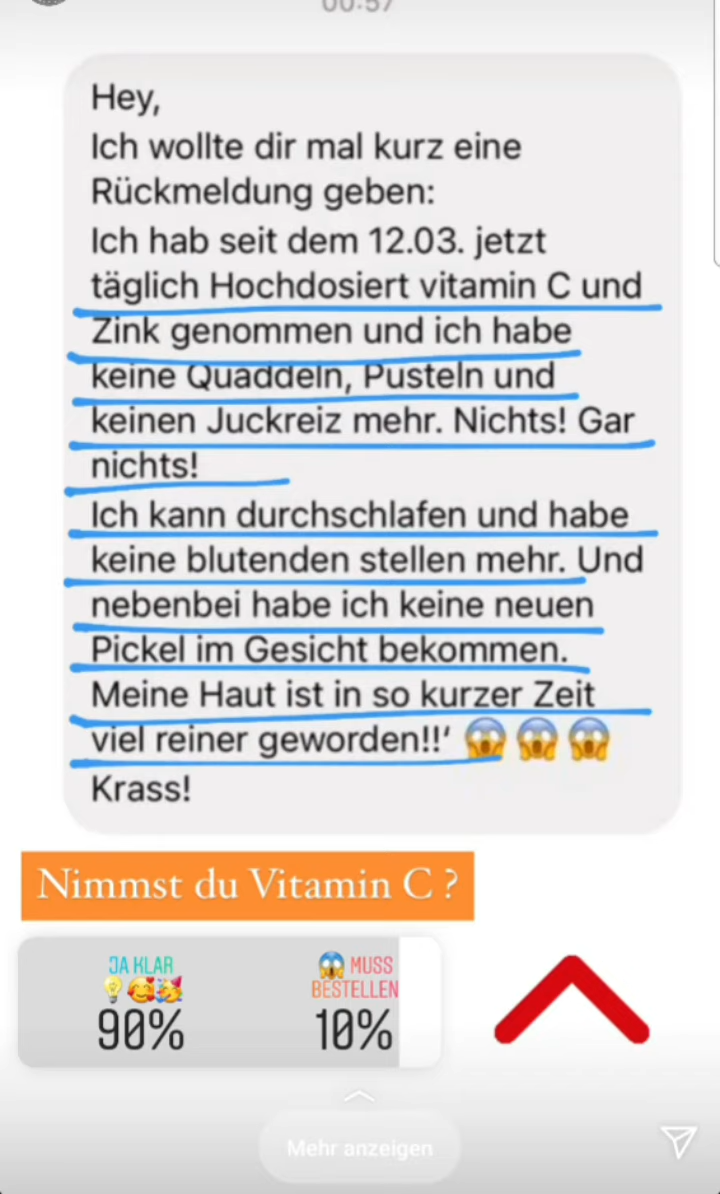 00:57
Hey,
Ich wollte dir mal kurz eine
Rückmeldung geben:
Ich hab seit dem 12.03. jetzt
täglich Hochdosiert vitamin C und
Zink genommen und ich habe
keine Quaddeln, Pusteln und
keinen Juckreiz mehr. Nichts! Gar
nichts!
Ich kann durchschlafen und habe
keine blutenden stellen mehr. Und
nebenbei habe ich keine neuen
Pickel im Gesicht bekommen.
Meine Haut ist in so kurzer Zeit
viel reiner geworden!!‘ 😱😱😱
Krass!
Nimmst du Vitamin C ?
JA KLAR
💡🥰🥳
90%
😱 MUSS
BESTELLEN
10%
Mehr anzeigen